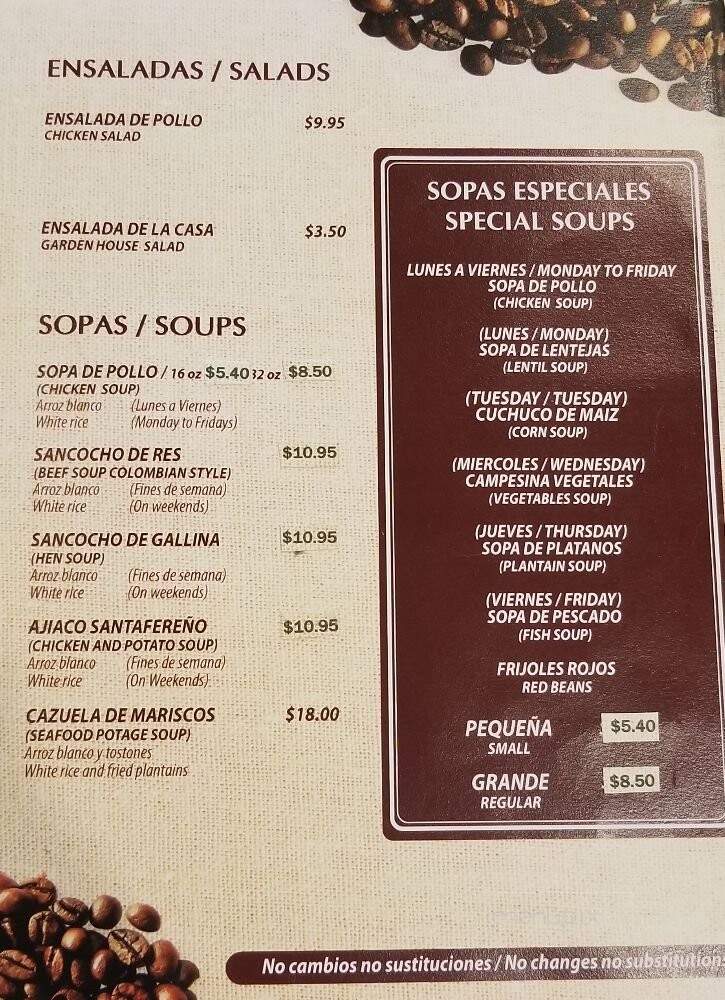 ENSALADAS / SALADS
ENSALADA DE POLLO $9.95
CHICKEN SALAD
ENSALADA DE LA CASA $3.50
GARDEN HOUSE SALAD
SOPAS / SOUPS
SOPA DE POLLO / 16 oz $5.40 32 oz $8.50
(CHICKEN SOUP)
Arroz blanco (Lunes a Viernes)
White rice (Monday to Fridays)
SANCOCHO DE RES $10.95
(BEEF SOUP COLOMBIAN STYLE)
Arroz blanco (Fines de semana)
White rice (On weekends)
SANCOCHO DE GALLINA $10.95
(HEN SOUP)
Arroz blanco (Fines de semana)
White rice (On weekends)
AJIACO SANTAFEREÑO $10.95
(CHICKEN AND POTATO SOUP)
Arroz blanco (Fines de semana)
White rice (On Weekends)
CAZUELA DE MARISCOS $18.00
(SEAFOOD POTAGE SOUP)
Arroz blanco y tostones
White rice and fried plantains
SOPAS ESPECIALES
SPECIAL SOUPS
LUNES A VIERNES / MONDAY TO FRIDAY
SOPA DE POLLO
(CHICKEN SOUP)
(LUNES / MONDAY)
SOPA DE LENTEJAS
(LENTIL SOUP)
(TUESDAY / TUESDAY)
CUCHUCO DE MAIZ
(CORN SOUP)
(MIERCOLES / WEDNESDAY)
CAMPESINA VEGETALES
(VEGETABLES SOUP)
(JUEVES / THURSDAY)
SOPA DE PLATANOS
(PLANTAIN SOUP)
(VIERNES / FRIDAY)
SOPA DE PESCADO
(FISH SOUP)
FRIJOLES ROJOS
RED BEANS
PEQUEÑA $5.40
SMALL
GRANDE $8.50
REGULAR
No cambios no sustituciones / No changes no substitutions